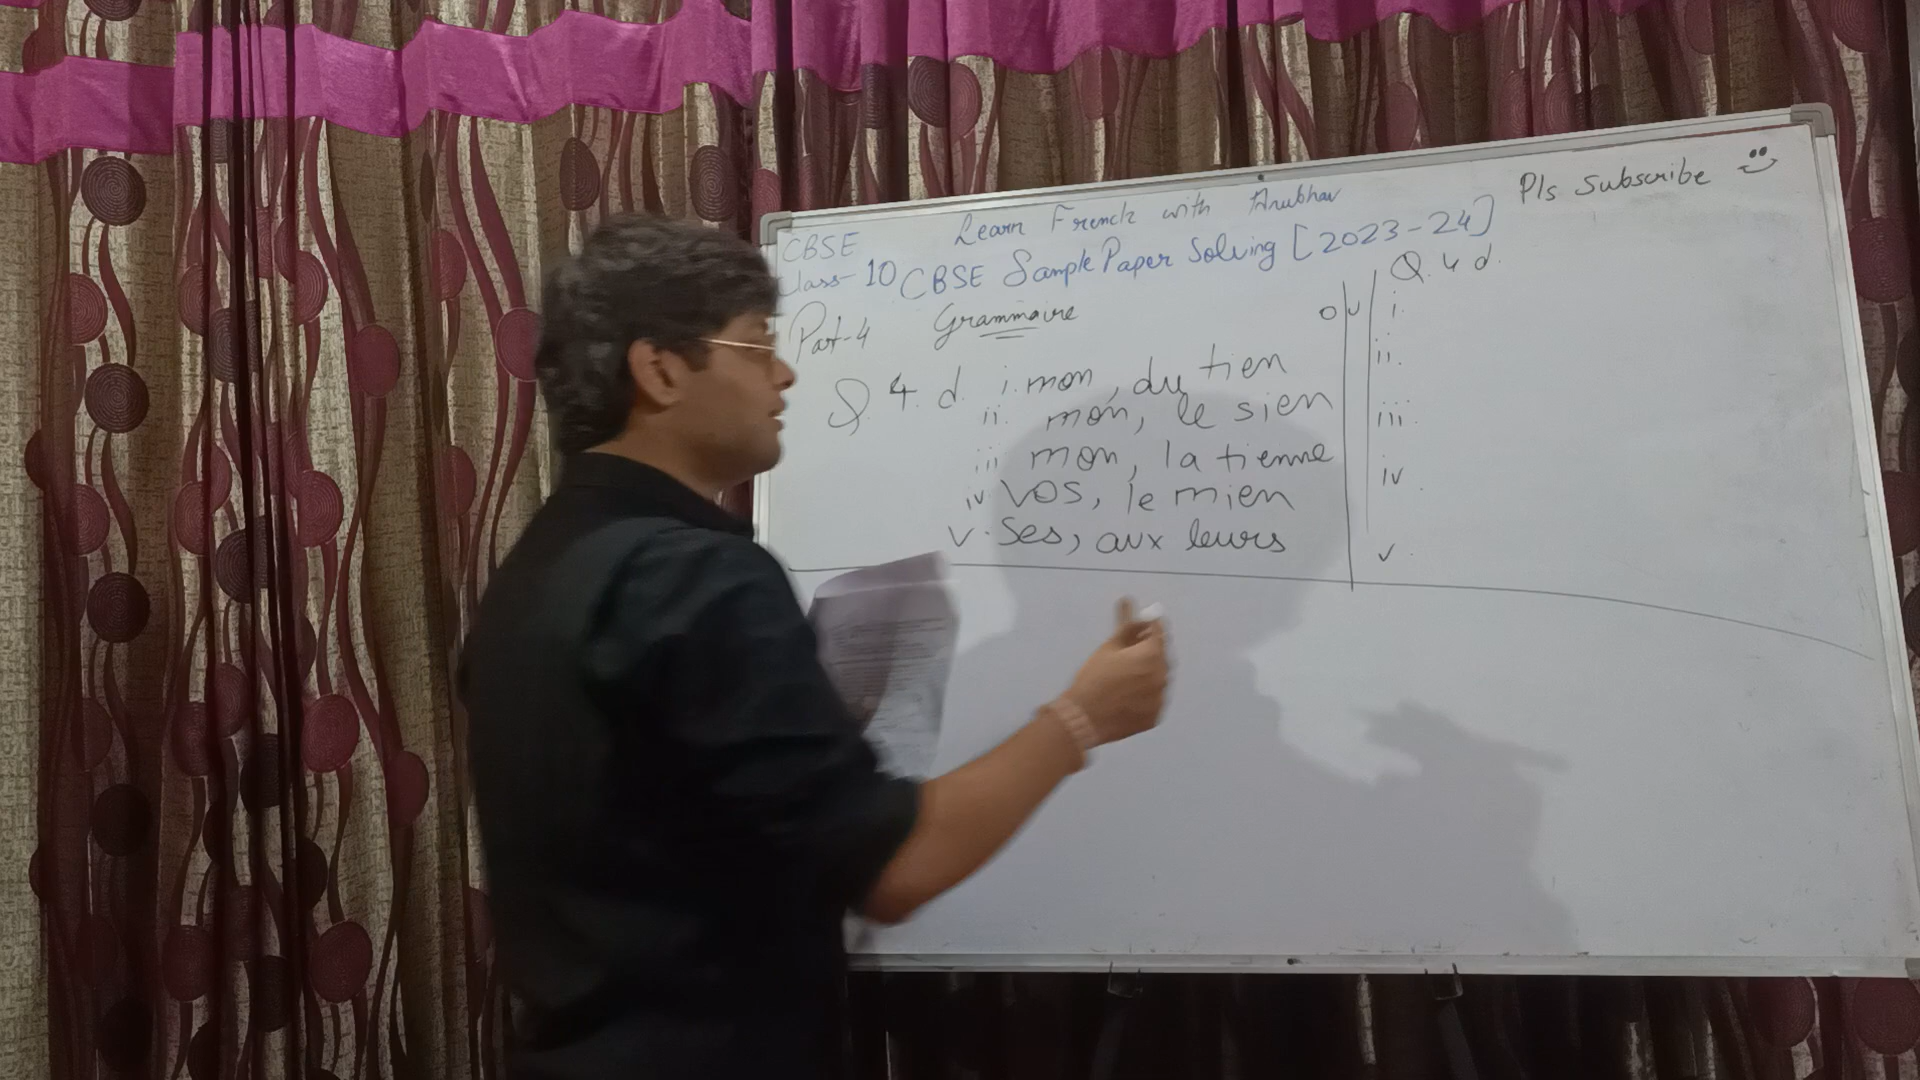 Learn French with Anubhav
Pls Subscribe
CBSE
Class-10 CBSE Sample Paper Solving [2023-24]
Part-4 Grammaire
Q. 4. d. i. mon, du tien
ii. mon, le sien
iii mon, la tienne
iv vos, le mien
v. Ses, aux leurs
ou
Q. 4 d.
i.
ii.
iii.
iv.
v.